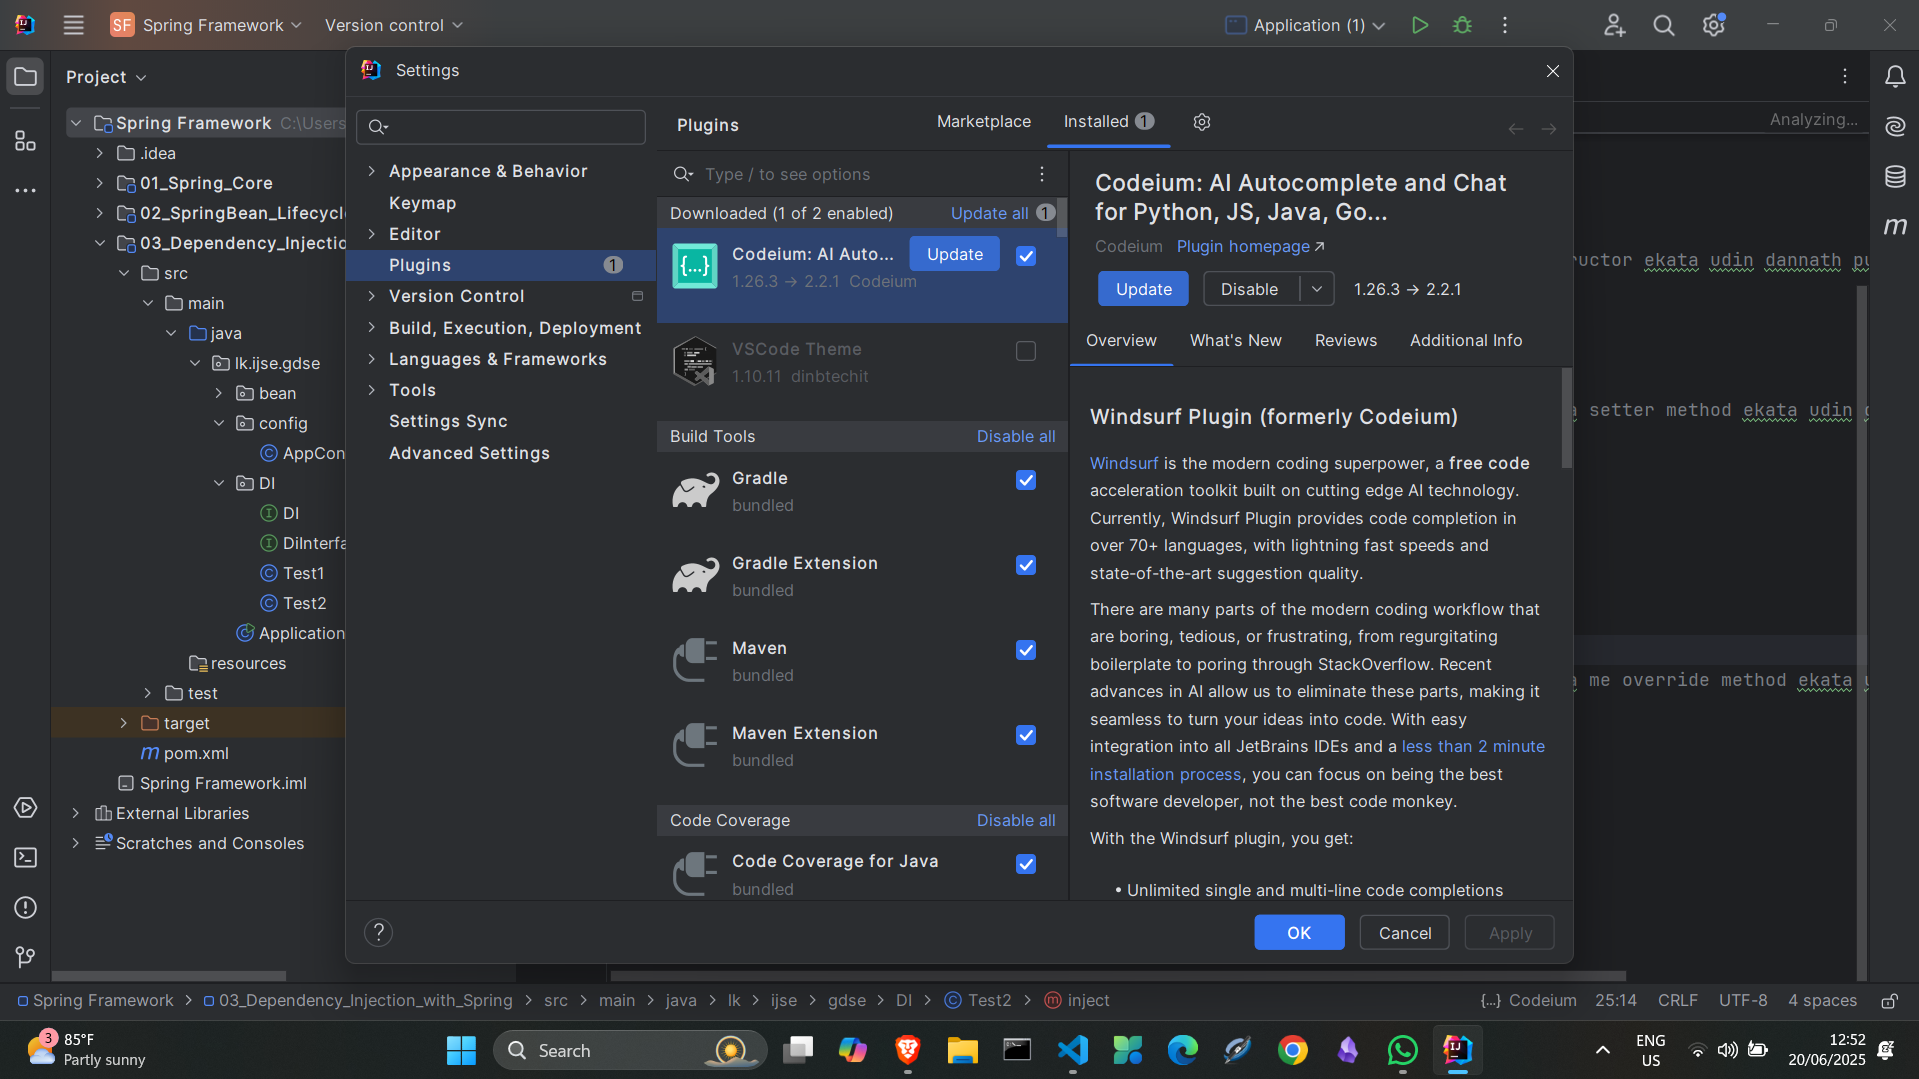 SF Spring Framework
Version control
Application (1)
Project
Spring Framework C:\Users
.idea
01_Spring_Core
02_SpringBean_Lifecycl
03_Dependency_Injectio
src
main
java
lk.ijse.gdse
bean
config
AppCon
DI
DI
DiInterfa
Test1
Test2
Application
resources
test
target
pom.xml
Spring Framework.iml
External Libraries
Scratches and Consoles
Settings
Appearance & Behavior
Keymap
Editor
Plugins 1
Version Control
Build, Execution, Deployment
Languages & Frameworks
Tools
Settings Sync
Advanced Settings
Plugins
Marketplace
Installed 1
Type / to see options
Downloaded (1 of 2 enabled) Update all 1
Codeium: AI Auto... Update
1.26.3 → 2.2.1 Codeium
VSCode Theme
1.10.11 dinbtechit
Build Tools Disable all
Gradle
bundled
Gradle Extension
bundled
Maven
bundled
Maven Extension
bundled
Code Coverage Disable all
Code Coverage for Java
bundled
Codeium: AI Autocomplete and Chat
for Python, JS, Java, Go...
Codeium Plugin homepage ↗
Update Disable 1.26.3 → 2.2.1
Overview What's New Reviews Additional Info
Windsurf Plugin (formerly Codeium)
Windsurf is the modern coding superpower, a free code
acceleration toolkit built on cutting edge AI technology.
Currently, Windsurf Plugin provides code completion in
over 70+ languages, with lightning fast speeds and
state-of-the-art suggestion quality.
There are many parts of the modern coding workflow that
are boring, tedious, or frustrating, from regurgitating
boilerplate to poring through StackOverflow. Recent
advances in AI allow us to eliminate these parts, making it
seamless to turn your ideas into code. With easy
integration into all JetBrains IDEs and a less than 2 minute
installation process, you can focus on being the best
software developer, not the best code monkey.
With the Windsurf plugin, you get:
• Unlimited single and multi-line code completions
? OK Cancel Apply
Analyzing...
uctor ekata udin dannath pu
setter method ekata udin
me override method ekata
Spring Framework > 03_Dependency_Injection_with_Spring > src > main > java > lk > ijse > gdse > DI > Test2 > inject
{...} Codeium 25:14 CRLF UTF-8 4 spaces
3 85°F
Partly sunny
Search
ENG
US
12:52
20/06/2025